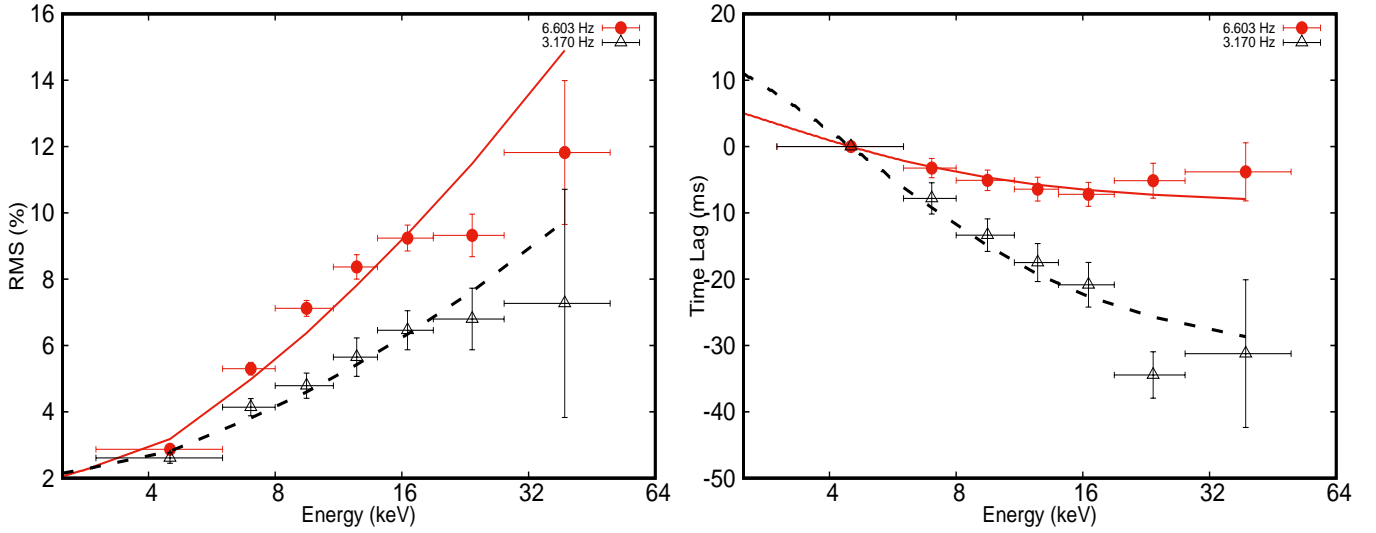 16
14
12
10
8
6
4
2
RMS (%)
6.603 Hz
3.170 Hz
4 8 16 32 64
Energy (keV)
20
10
0
-10
-20
-30
-40
-50
Time Lag (ms)
6.603 Hz
3.170 Hz
4 8 16 32 64
Energy (keV)